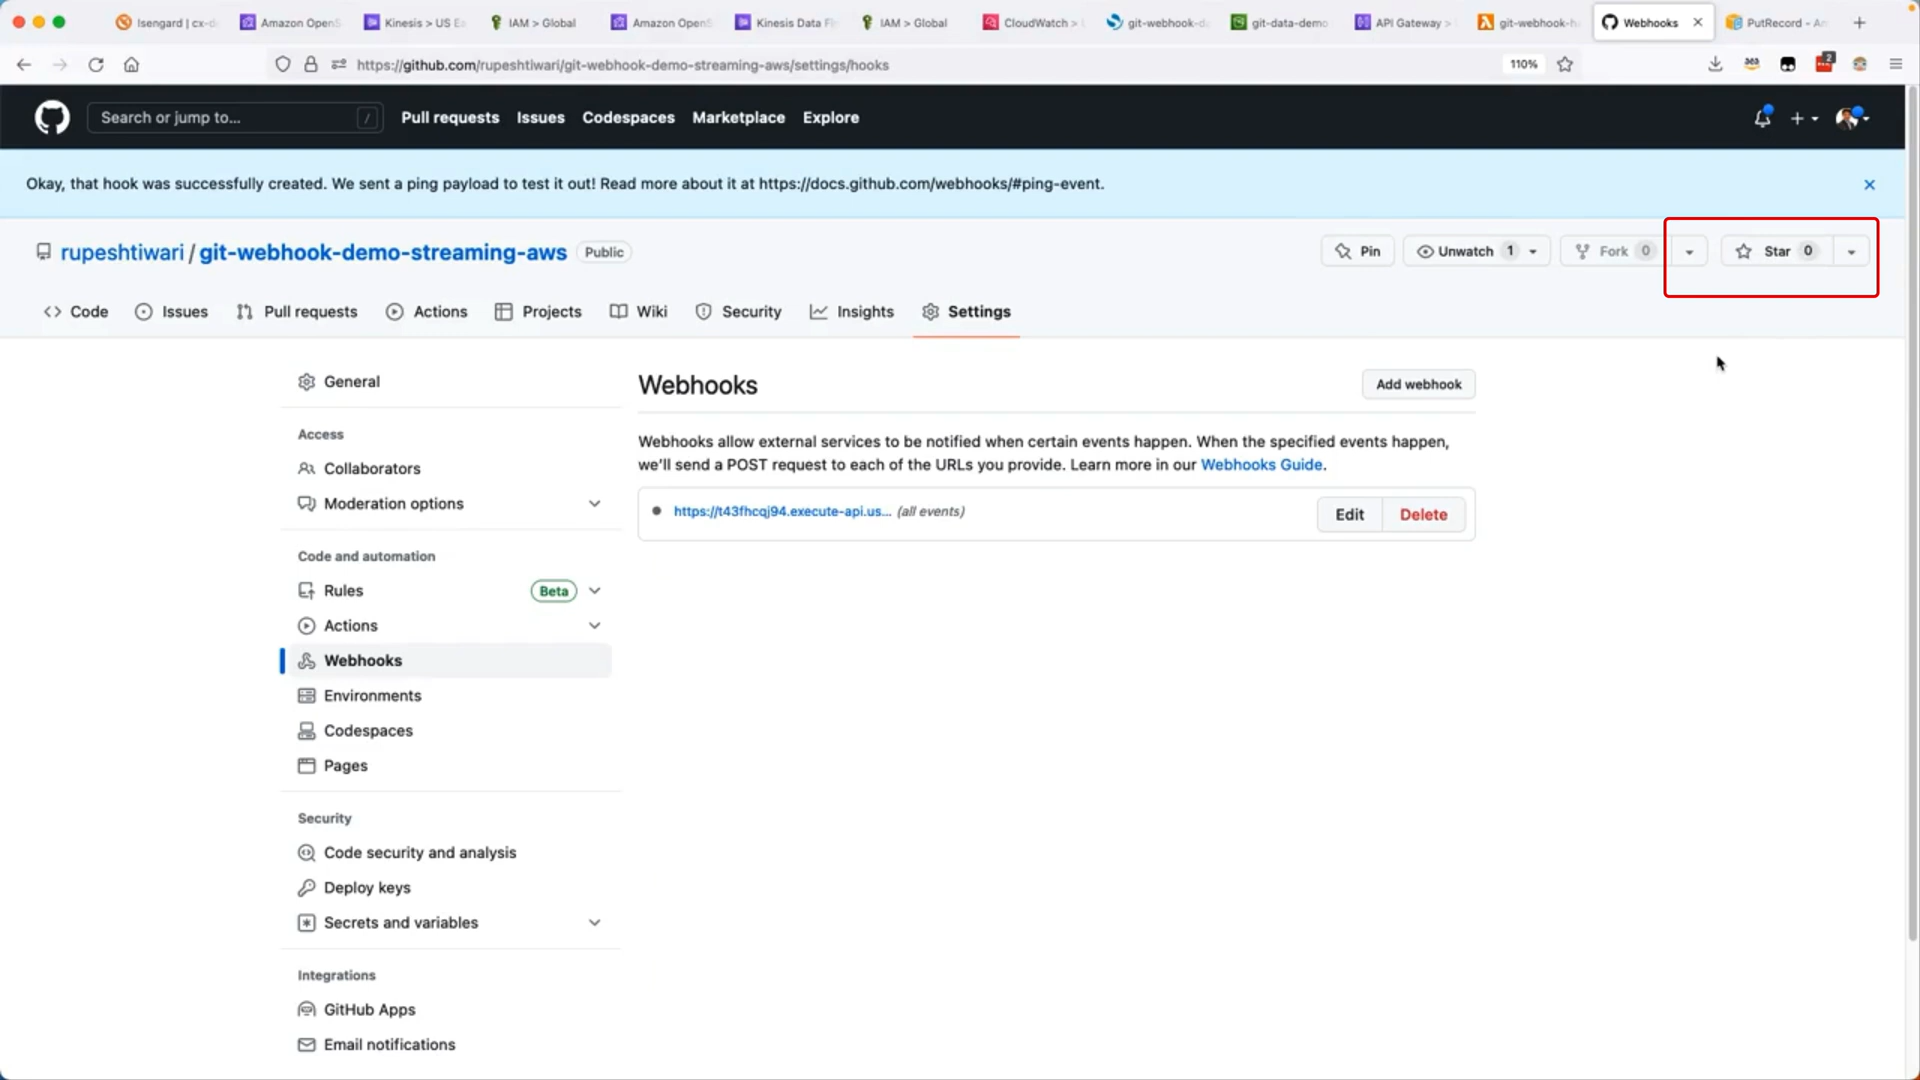 Isengard | cx-d
Amazon OpenS
Kinesis > US Ea
IAM > Global
Amazon OpenS
Kinesis Data Fi
IAM > Global
CloudWatch >
git-webhook-d
git-data-demo
API Gateway >
git-webhook-h
Webhooks
PutRecord - Am
https://github.com/rupeshtiwari/git-webhook-demo-streaming-aws/settings/hooks
110%
2
Search or jump to...
/
Pull requests
Issues
Codespaces
Marketplace
Explore
Okay, that hook was successfully created. We sent a ping payload to test it out! Read more about it at https://docs.github.com/webhooks/#ping-event.
rupeshtiwari / git-webhook-demo-streaming-aws
Public
Pin
Unwatch 1
Fork 0
Star 0
Code
Issues
Pull requests
Actions
Projects
Wiki
Security
Insights
Settings
General
Access
Collaborators
Moderation options
Code and automation
Rules
Beta
Actions
Webhooks
Environments
Codespaces
Pages
Security
Code security and analysis
Deploy keys
Secrets and variables
Integrations
GitHub Apps
Email notifications
Webhooks
Add webhook
Webhooks allow external services to be notified when certain events happen. When the specified events happen,
we'll send a POST request to each of the URLs you provide. Learn more in our Webhooks Guide.
https://t43fhcqj94.execute-api.us... (all events)
Edit
Delete